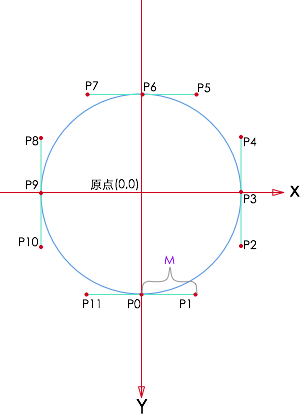 P7 P6 P5
P8 P4
P9 原点(0,0) P3 X
P10 P2
M
P11 P0 P1
Y